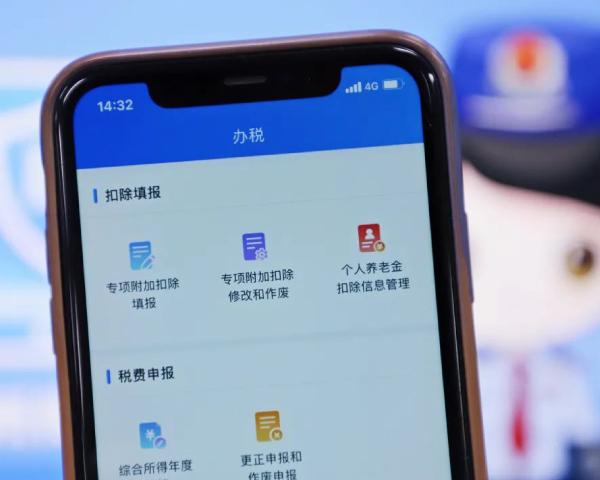 14:32
4G
办税
扣除填报
专项附加扣除
填报
专项附加扣除
修改和作废
个人养老金
扣除信息管理
税费申报
综合所得年度
更正申报和
作废申报